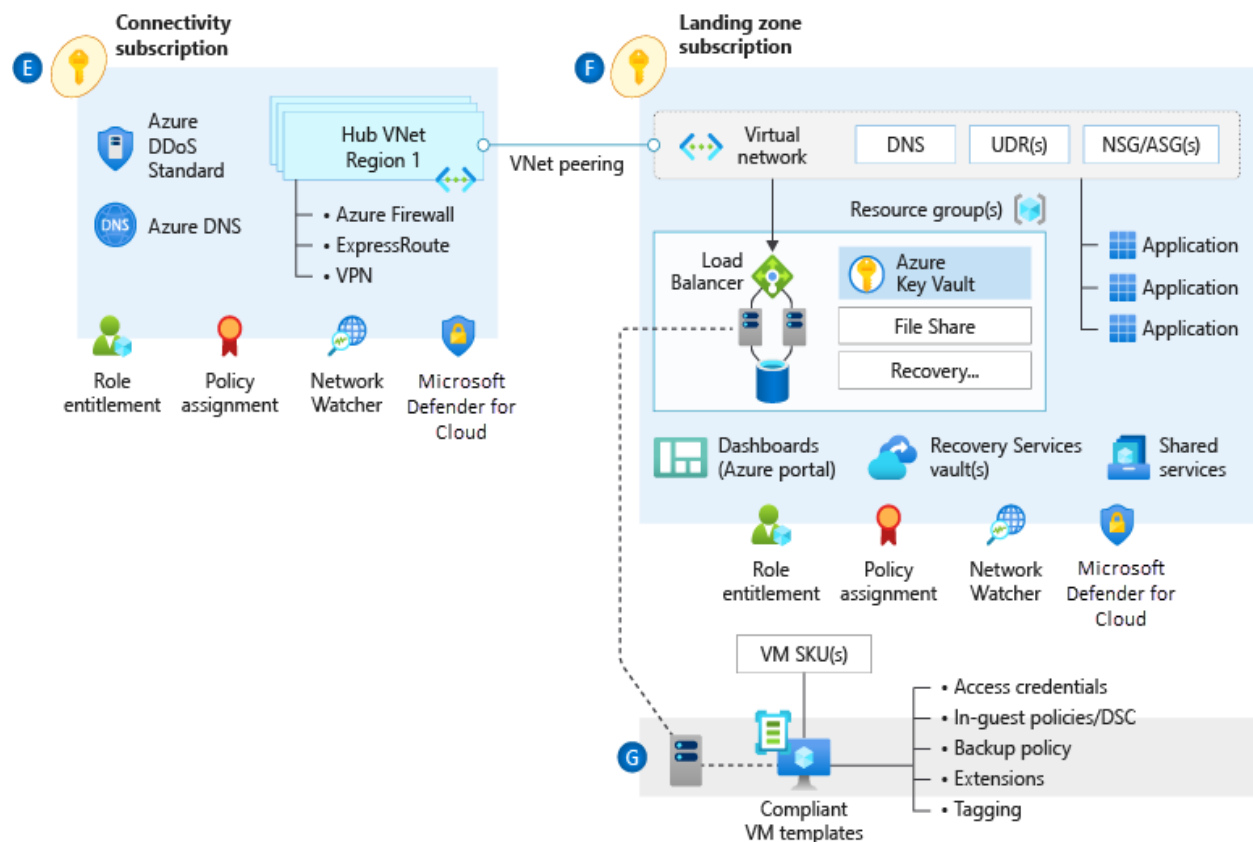 Connectivity
subscription
E
Azure
DDoS
Standard
DNS
Azure DNS
Hub VNet
Region 1
• Azure Firewall
• ExpressRoute
• VPN
VNet peering
Role
entitlement
Policy
assignment
Network
Watcher
Microsoft
Defender for
Cloud
Landing zone
subscription
F
Virtual
network
DNS
UDR(s)
NSG/ASG(s)
Resource group(s)
Load
Balancer
Azure
Key Vault
File Share
Recovery...
Application
Application
Application
Dashboards
(Azure portal)
Recovery Services
vault(s)
Shared
services
Role
entitlement
Policy
assignment
Network
Watcher
Microsoft
Defender for
Cloud
VM SKU(s)
G
Compliant
VM templates
• Access credentials
• In-guest policies/DSC
• Backup policy
• Extensions
• Tagging